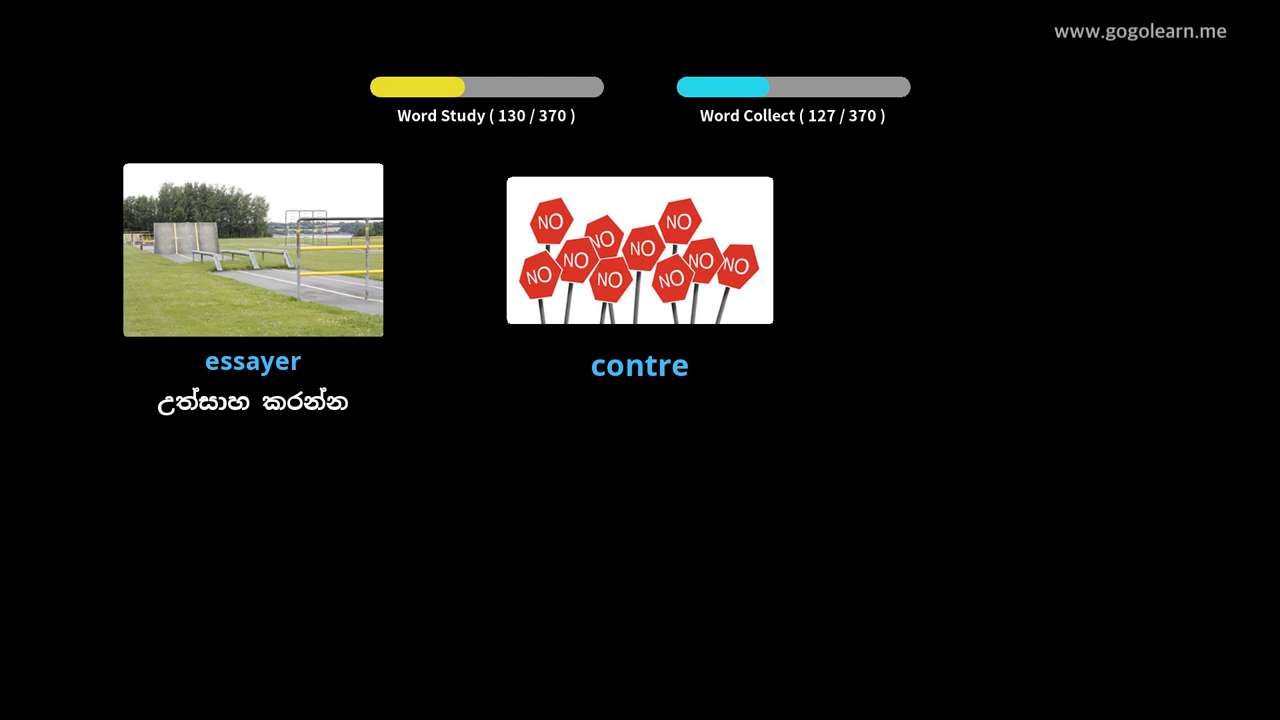 www.gogolearn.me
Word Study ( 130 / 370 )
Word Collect ( 127 / 370 )
NO
NO
NO
NO
NO
NO
NO
NO
NO
NO
essayer
contre
උත්සාහ කරන්න